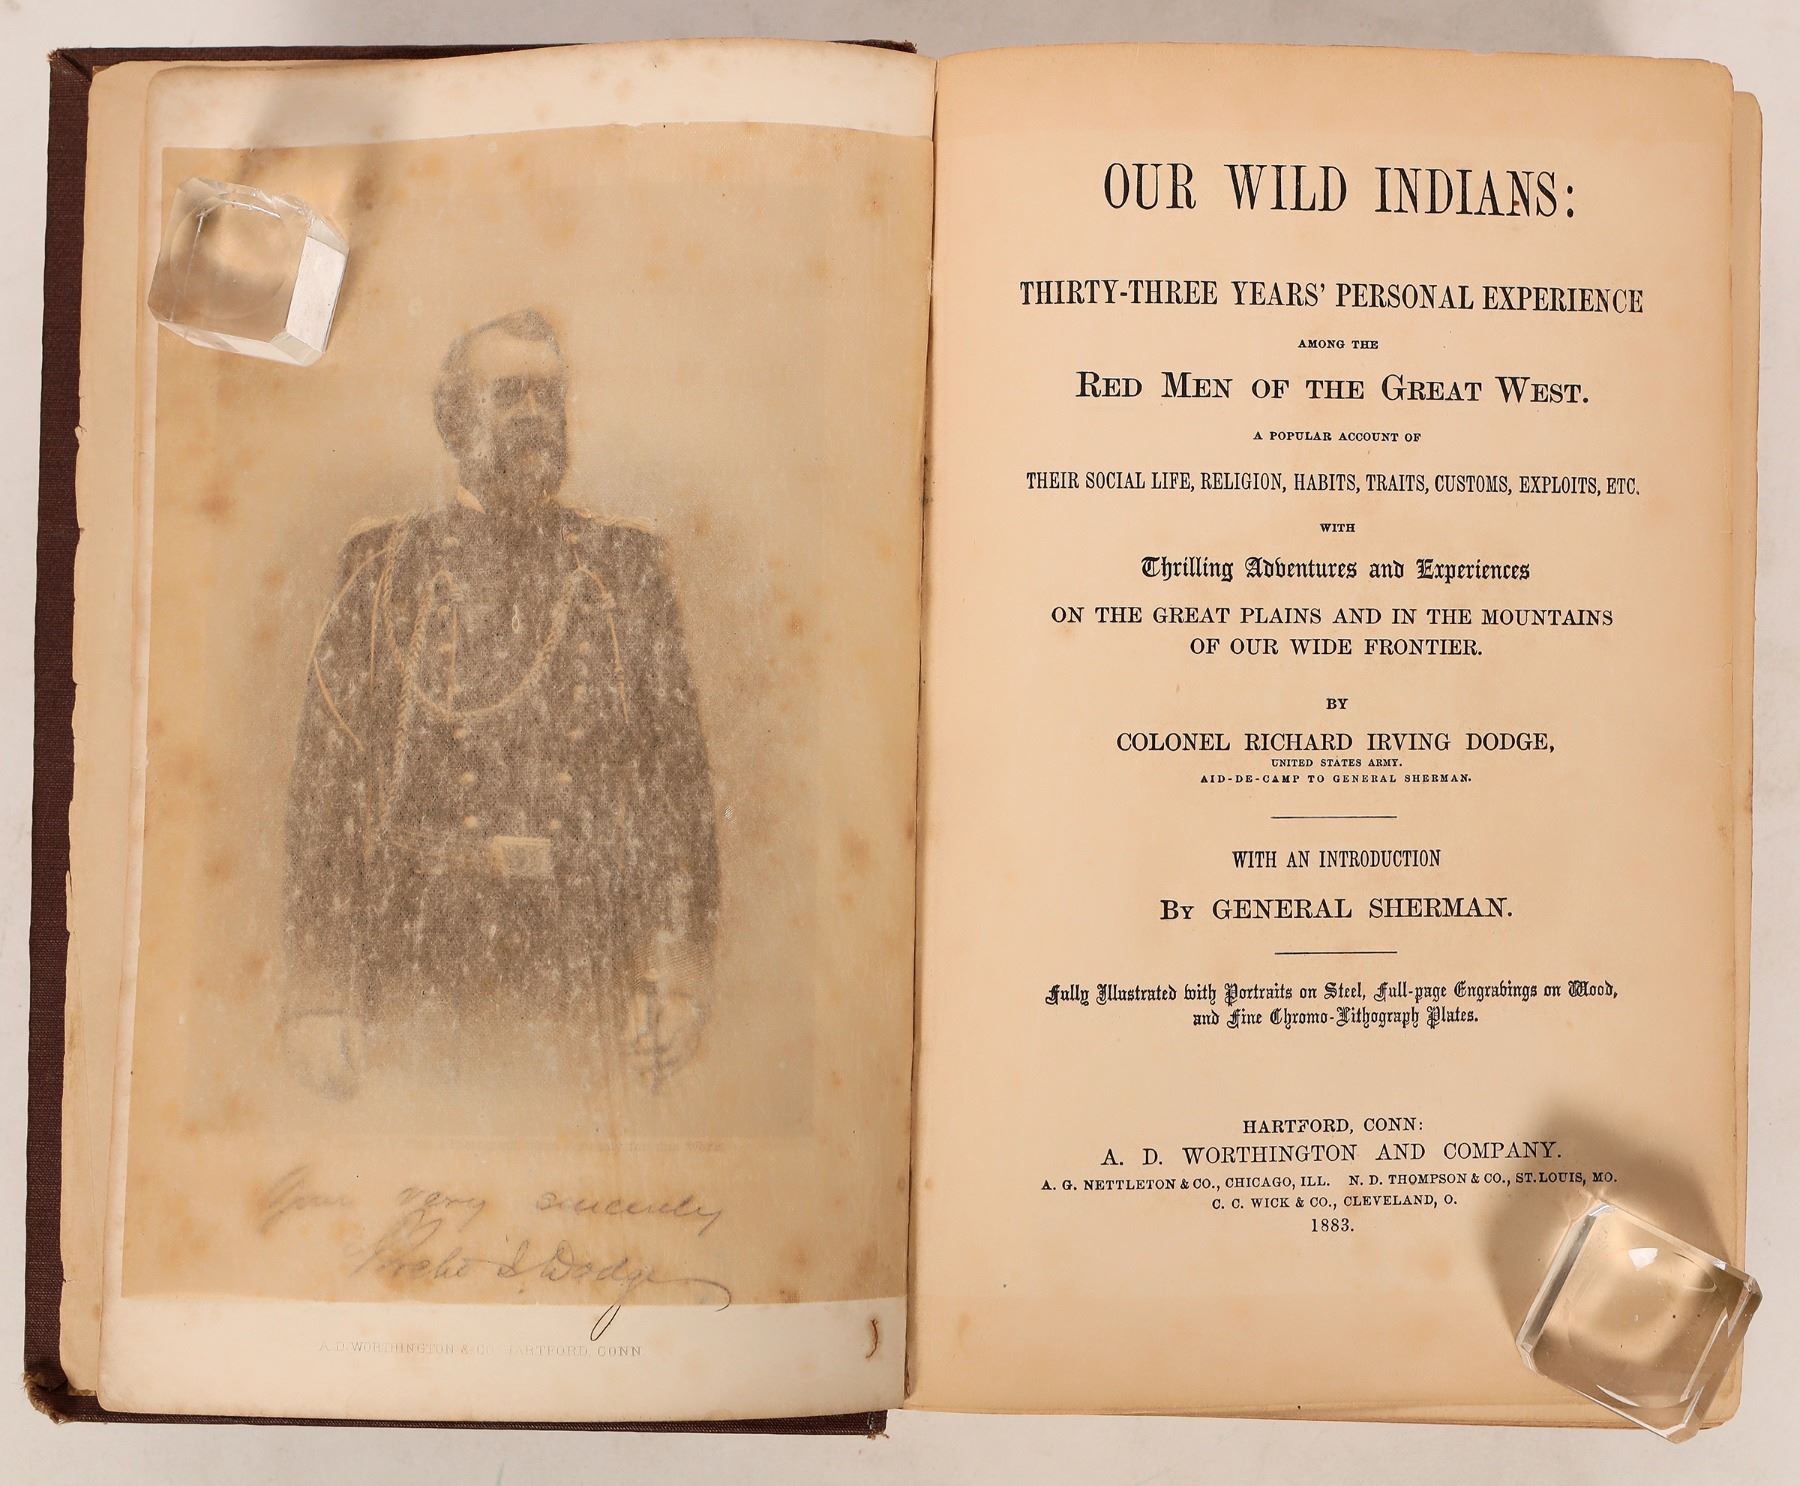 Your very sincerely
Richd I Dodge
A. D. WORTHINGTON & CO. HARTFORD, CONN
OUR WILD INDIANS:
THIRTY-THREE YEARS' PERSONAL EXPERIENCE
AMONG THE
RED MEN OF THE GREAT WEST.
A POPULAR ACCOUNT OF
THEIR SOCIAL LIFE, RELIGION, HABITS, TRAITS, CUSTOMS, EXPLOITS, ETC.
WITH
Thrilling Adventures and Experiences
ON THE GREAT PLAINS AND IN THE MOUNTAINS
OF OUR WIDE FRONTIER.
BY
COLONEL RICHARD IRVING DODGE,
UNITED STATES ARMY.
AID-DE-CAMP TO GENERAL SHERMAN.
WITH AN INTRODUCTION
BY GENERAL SHERMAN.
Fully Illustrated with Portraits on Steel, Full-page Engravings on Wood,
and Fine Chromo-Lithograph Plates.
HARTFORD, CONN:
A. D. WORTHINGTON AND COMPANY.
A. G. NETTLETON & CO., CHICAGO, ILL. N. D. THOMPSON & CO., ST. LOUIS, MO.
C. C. WICK & CO., CLEVELAND, O.
1883.